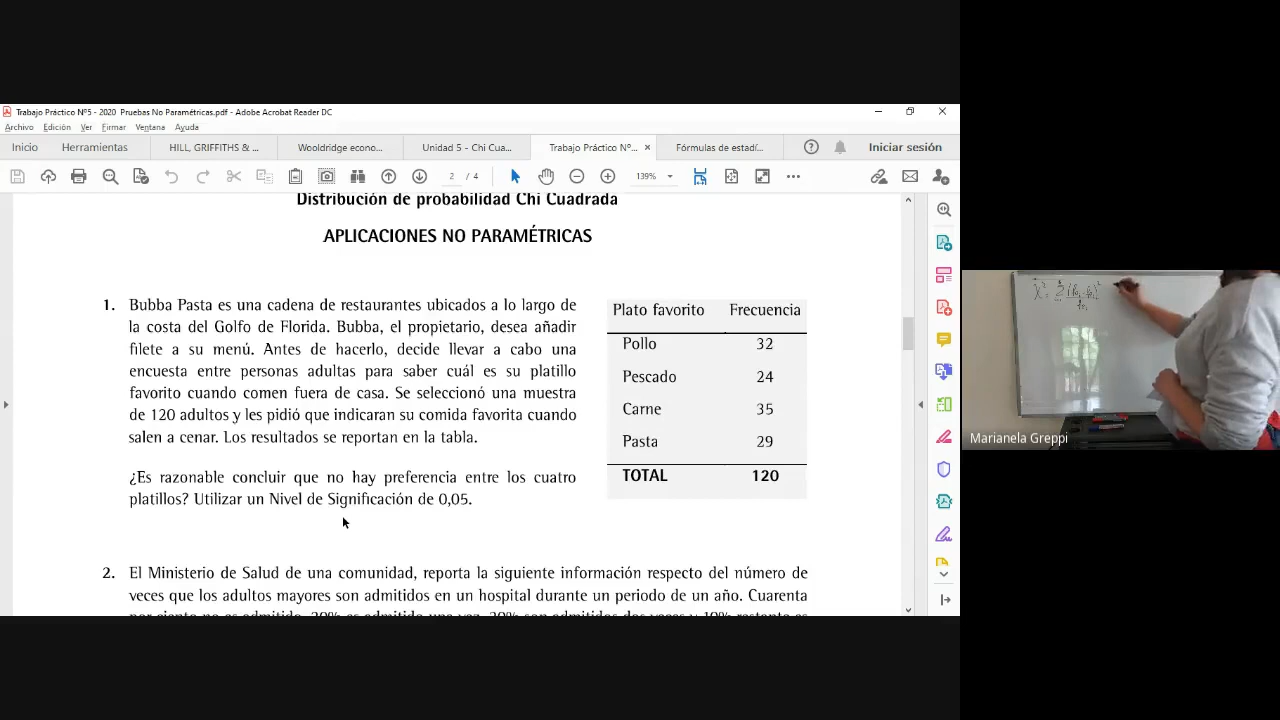 Trabajo Práctico Nº5 - 2020 Pruebas No Paramétricas.pdf - Adobe Acrobat Reader DC
Archivo Edición Ver Firmar Ventana Ayuda
Inicio Herramientas HILL, GRIFFITHS & ... Wooldridge econo... Unidad 5 - Chi Cua... Trabajo Práctico Nº... × Fórmulas de estadí... Iniciar sesión
2 / 4 139%
Distribución de probabilidad Chi Cuadrada
APLICACIONES NO PARAMÉTRICAS
1. Bubba Pasta es una cadena de restaurantes ubicados a lo largo de
la costa del Golfo de Florida. Bubba, el propietario, desea añadir
filete a su menú. Antes de hacerlo, decide llevar a cabo una
encuesta entre personas adultas para saber cuál es su platillo
favorito cuando comen fuera de casa. Se seleccionó una muestra
de 120 adultos y les pidió que indicaran su comida favorita cuando
salen a cenar. Los resultados se reportan en la tabla.
¿Es razonable concluir que no hay preferencia entre los cuatro
platillos? Utilizar un Nivel de Significación de 0,05.
Plato favorito Frecuencia
Pollo 32
Pescado 24
Carne 35
Pasta 29
TOTAL 120
2. El Ministerio de Salud de una comunidad, reporta la siguiente información respecto del número de
veces que los adultos mayores son admitidos en un hospital durante un periodo de un año. Cuarenta
Marianela Greppi